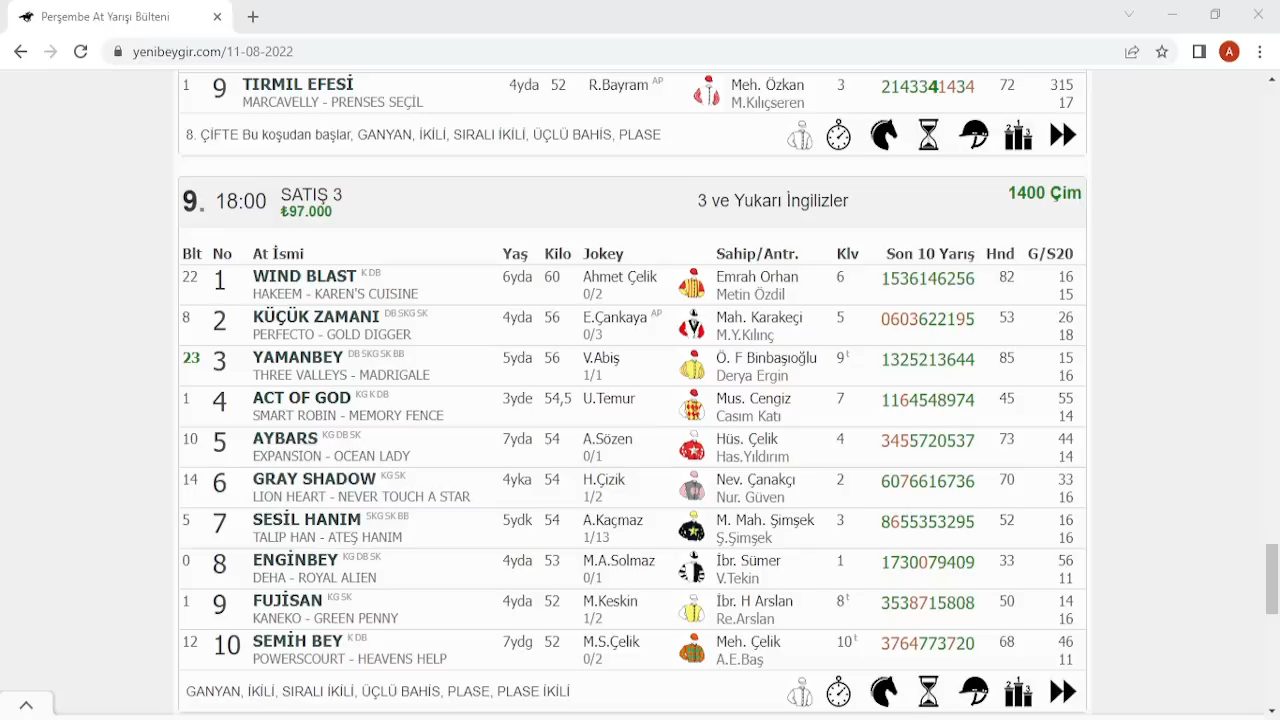 Perşembe At Yarışı Bülteni
yenibeygir.com/11-08-2022
A
1 9 TIRMIL EFESİ 4yda 52 R.Bayram AP Meh. Özkan 3 2143341434 72 315
MARCAVELLY - PRENSES SEÇİL M.Kılıçseren 17
8. ÇİFTE Bu koşudan başlar, GANYAN, İKİLİ, SIRALI İKİLİ, ÜÇLÜ BAHİS, PLASE
9. 18:00 SATIŞ 3 3 ve Yukarı İngilizler 1400 Çim
₺97.000
Blt No At İsmi Yaş Kilo Jokey Sahip/Antr. Klv Son 10 Yarış Hnd G/S20
22 1 WIND BLAST K DB 6yda 60 Ahmet Çelik Emrah Orhan 6 1536146256 82 16
HAKEEM - KAREN'S CUISINE 0/2 Metin Özdil 15
8 2 KÜÇÜK ZAMANI DB SKG SK 4yda 56 E.Çankaya AP Mah. Karakeçi 5 0603622195 53 26
PERFECTO - GOLD DIGGER 0/3 M.Y.Kılınç 18
23 3 YAMANBEY DB SKG SK BB 5yda 56 V.Abiş Ö. F Binbaşıoğlu 9t 1325213644 85 15
THREE VALLEYS - MADRIGALE 1/1 Derya Ergin 16
1 4 ACT OF GOD KG K DB 3yde 54,5 U.Temur Mus. Cengiz 7 1164548974 45 55
SMART ROBIN - MEMORY FENCE Casım Katı 14
10 5 AYBARS KG DB SK 7yda 54 A.Sözen Hüs. Çelik 4 3455720537 73 44
EXPANSION - OCEAN LADY 0/1 Has.Yıldırım 14
14 6 GRAY SHADOW KG SK 4yka 54 H.Çizik Nev. Çanakçı 2 6076616736 70 33
LION HEART - NEVER TOUCH A STAR 1/2 Nur. Güven 16
5 7 SESİL HANIM SKG SK BB 5ydk 54 A.Kaçmaz M. Mah. Şimşek 3 8655353295 52 16
TALIP HAN - ATEŞ HANIM 1/13 Ş.Şimşek 16
0 8 ENGİNBEY KG DB SK 4yda 53 M.A.Solmaz İbr. Sümer 1 1730079409 33 56
DEHA - ROYAL ALIEN 0/1 V.Tekin 11
1 9 FUJİSAN KG SK 4yda 52 M.Keskin İbr. H Arslan 8t 3538715808 50 14
KANEKO - GREEN PENNY 1/2 Re.Arslan 16
12 10 SEMİH BEY K DB 7ydg 52 M.S.Çelik Meh. Çelik 10t 3764773720 68 46
POWERSCOURT - HEAVENS HELP 0/2 A.E.Baş 11
GANYAN, İKİLİ, SIRALI İKİLİ, ÜÇLÜ BAHİS, PLASE, PLASE İKİLİ